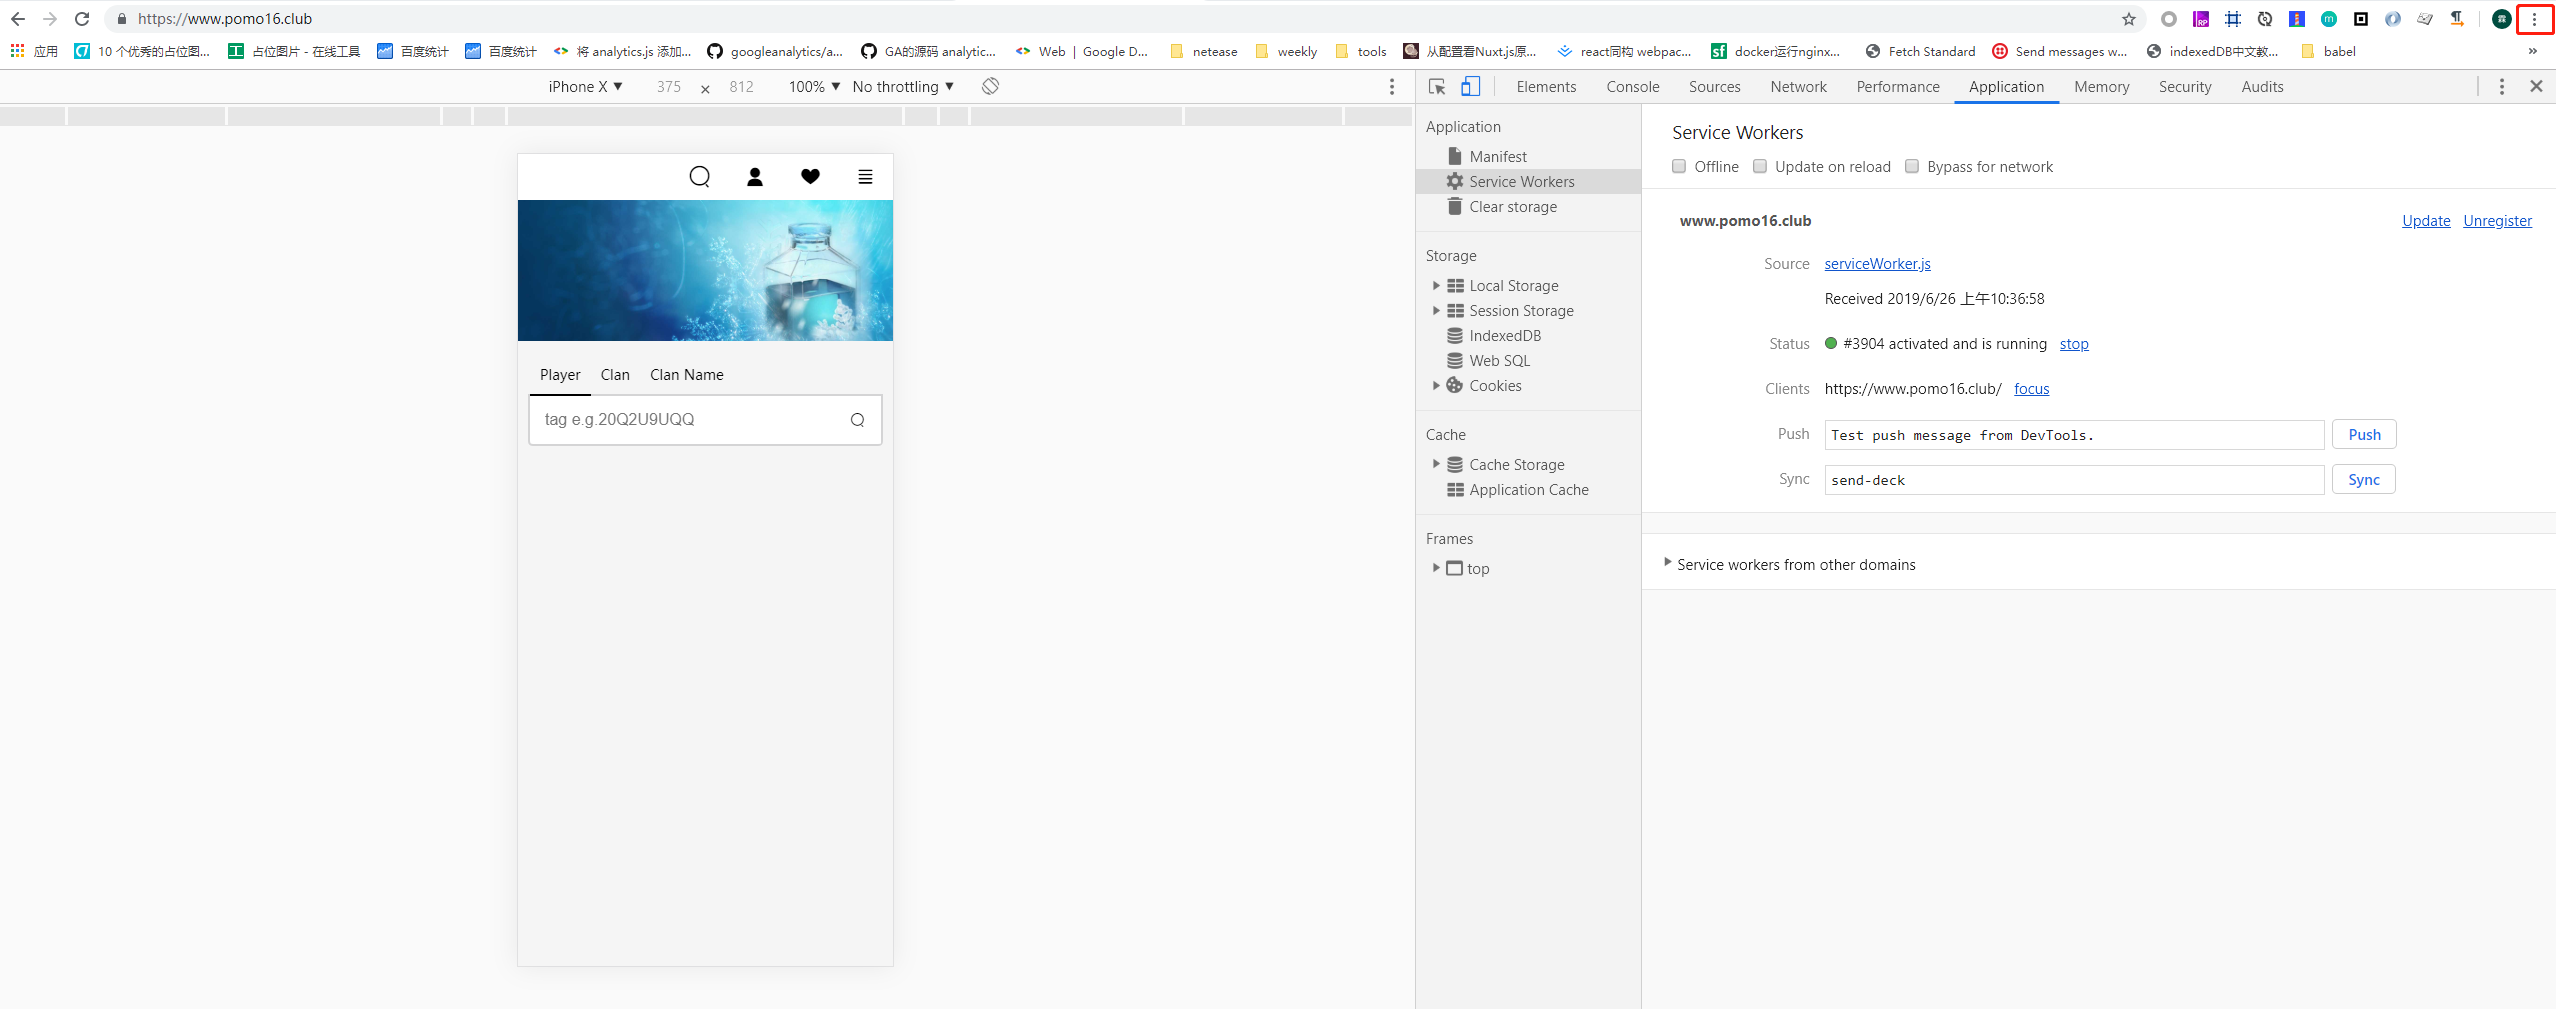 https://www.pomo16.club
应用 10 个优秀的占位图... 占位图片 - 在线工具 百度统计 百度统计 将 analytics.js 添加... googleanalytics/a... GA的源码 analytic... Web | Google D... netease weekly tools 从配置看Nuxt.js原... react同构 webpac... docker运行nginx... Fetch Standard Send messages w... indexedDB中文教... babel »
iPhone X ▼ 375 × 812 100% ▼ No throttling ▼
Elements Console Sources Network Performance Application Memory Security Audits
Player Clan Clan Name
tag e.g.20Q2U9UQQ
Application
Manifest
Service Workers
Clear storage
Storage
Local Storage
Session Storage
IndexedDB
Web SQL
Cookies
Cache
Cache Storage
Application Cache
Frames
top
Service Workers
Offline Update on reload Bypass for network
www.pomo16.club Update Unregister
Source serviceWorker.js
Received 2019/6/26 上午10:36:58
Status #3904 activated and is running stop
Clients https://www.pomo16.club/ focus
Push Test push message from DevTools. Push
Sync send-deck Sync
Service workers from other domains